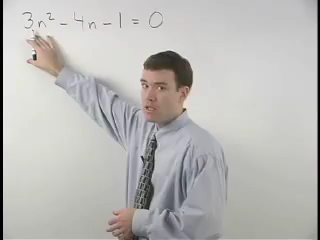 3n² - 4n - 1 = 0